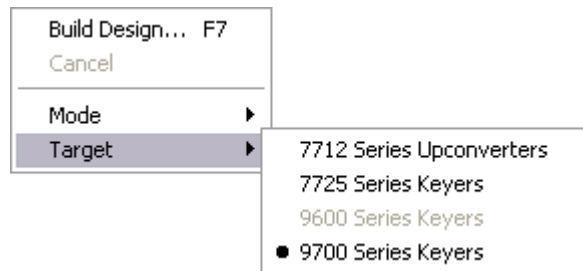 Build Design... F7
Cancel
Mode
Target
7712 Series Upconverters
7725 Series Keyers
9600 Series Keyers
9700 Series Keyers